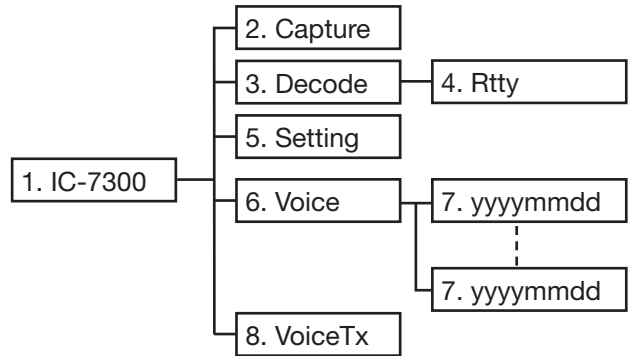 1. IC-7300
2. Capture
3. Decode
4. Rtty
5. Setting
6. Voice
7. yyyymmdd
7. yyyymmdd
8. VoiceTx